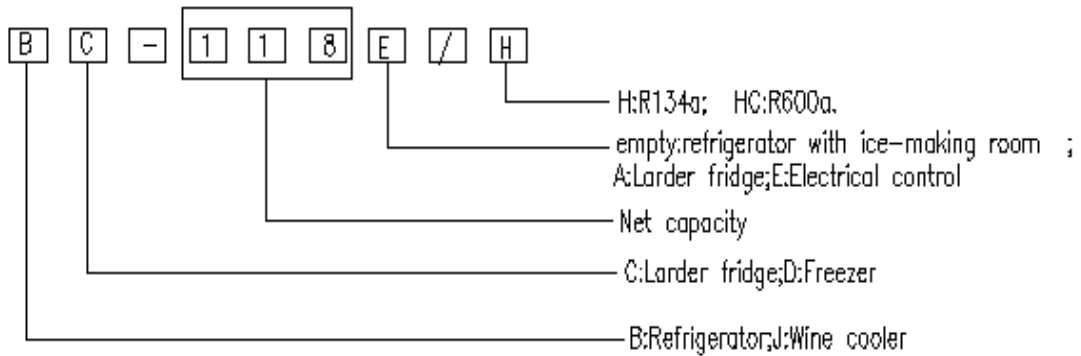 B C - 1 1 8 E / H
H:R134a; HC:R600a.
empty:refrigerator with ice-making room ;
A:Larder fridge;E:Electrical control
Net capacity
C:Larder fridge;D:Freezer
B:Refrigerator;J:Wine cooler